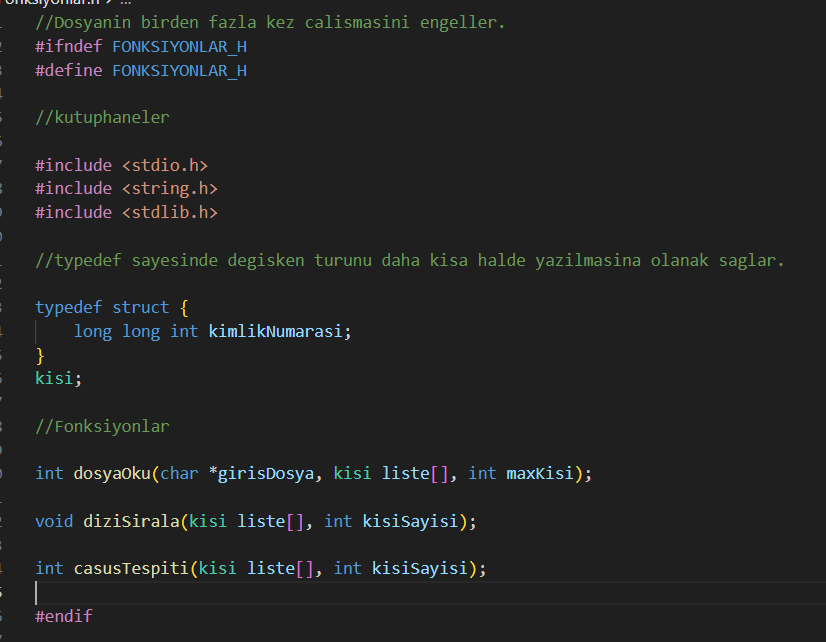 //Dosyanin birden fazla kez calismasini engeller.
#ifndef FONKSIYONLAR_H
#define FONKSIYONLAR_H
//kutuphaneler
#include <stdio.h>
#include <string.h>
#include <stdlib.h>
//typedef sayesinde degisken turunu daha kisa halde yazilmasina olanak saglar.
typedef struct {
    long long int kimlikNumarasi;
}
kisi;
//Fonksiyonlar
int dosyaOku(char *girisDosya, kisi liste[], int maxKisi);
void diziSirala(kisi liste[], int kisiSayisi);
int casusTespiti(kisi liste[], int kisiSayisi);
#endif